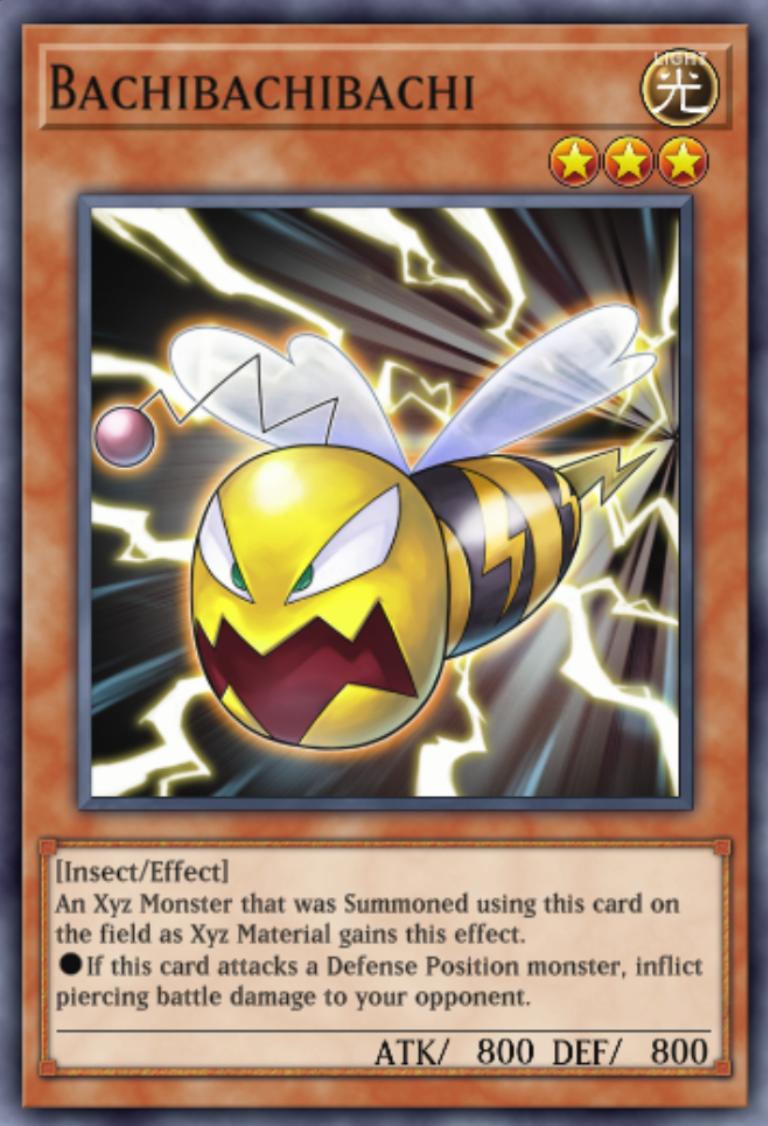 BACHIBACHIBACHI
LIGHT
光
[Insect/Effect]
An Xyz Monster that was Summoned using this card on
the field as Xyz Material gains this effect.
●If this card attacks a Defense Position monster, inflict
piercing battle damage to your opponent.
ATK/ 800 DEF/ 800